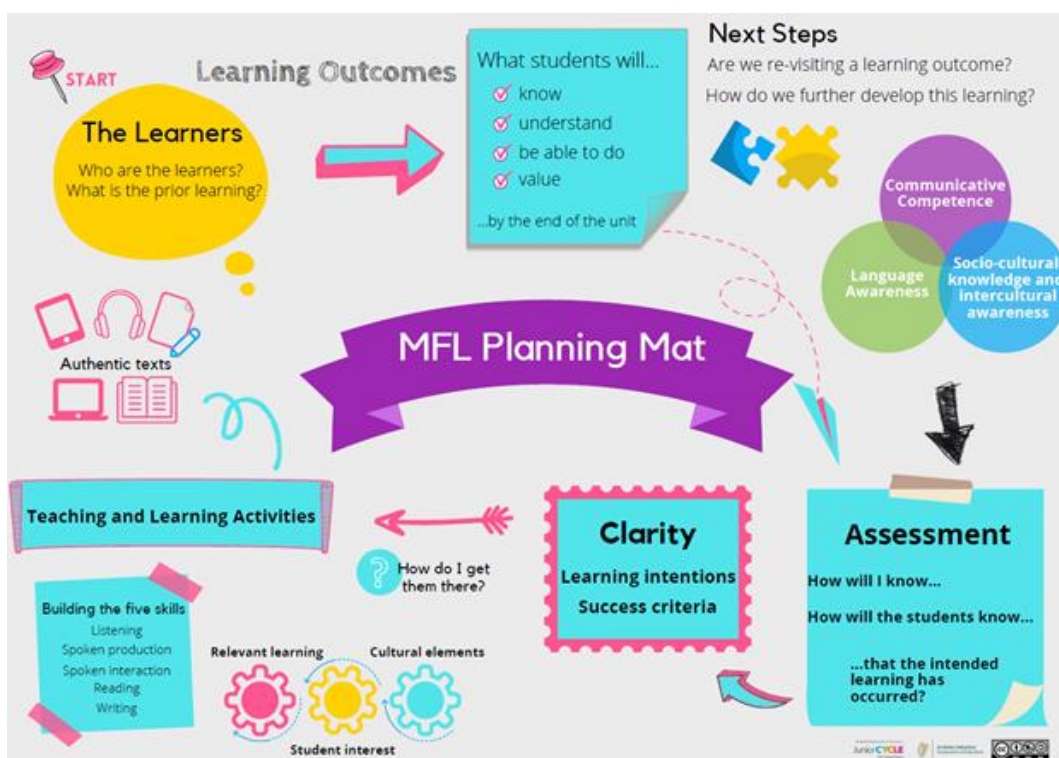 START
The Learners
Who are the learners?
What is the prior learning?
Learning Outcomes
What students will...
know
understand
be able to do
value
...by the end of the unit
Next Steps
Are we re-visiting a learning outcome?
How do we further develop this learning?
Communicative
Competence
Language
Awareness
Socio-cultural
knowledge and
intercultural
awareness
MFL Planning Mat
Assessment
How will I know...
How will the students know...
...that the intended
learning has
occurred?
Clarity
Learning intentions
Success criteria
How do I get
them there?
Teaching and Learning Activities
Authentic texts
Building the five skills
Listening
Spoken production
Spoken interaction
Reading
Writing
Relevant learning
Cultural elements
Student interest
Junior CYCLE